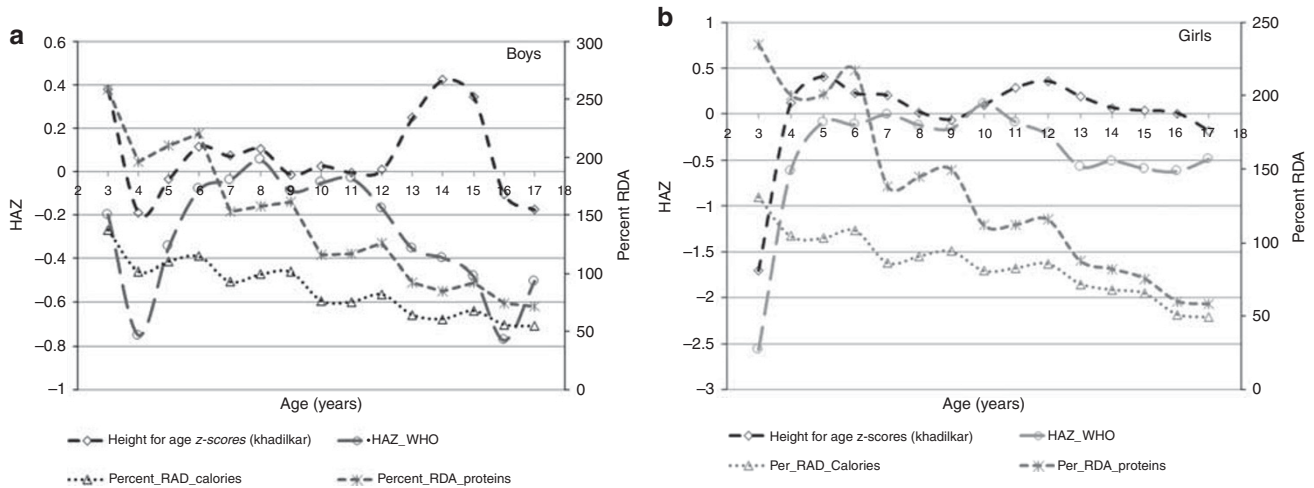 a
Boys
HAZ
0.6
0.4
0.2
0
–0.2
–0.4
–0.6
–0.8
–1
2 3 4 5 6 7 8 9 10 11 12 13 14 15 16 17 18
300
250
200
150
100
50
0
Percent RDA
Age (years)
Height for age z-scores (khadilkar)
HAZ_WHO
Percent_RAD_calories
Percent_RDA_proteins
b
Girls
HAZ
1
0.5
0
–0.5
–1
–1.5
–2
–2.5
–3
2 3 4 5 6 7 8 9 10 11 12 13 14 15 16 17 18
250
200
150
100
50
0
Percent RDA
Age (years)
Height for age z-scores (khadilkar)
HAZ_WHO
Per_RAD_Calories
Per_RDA_proteins